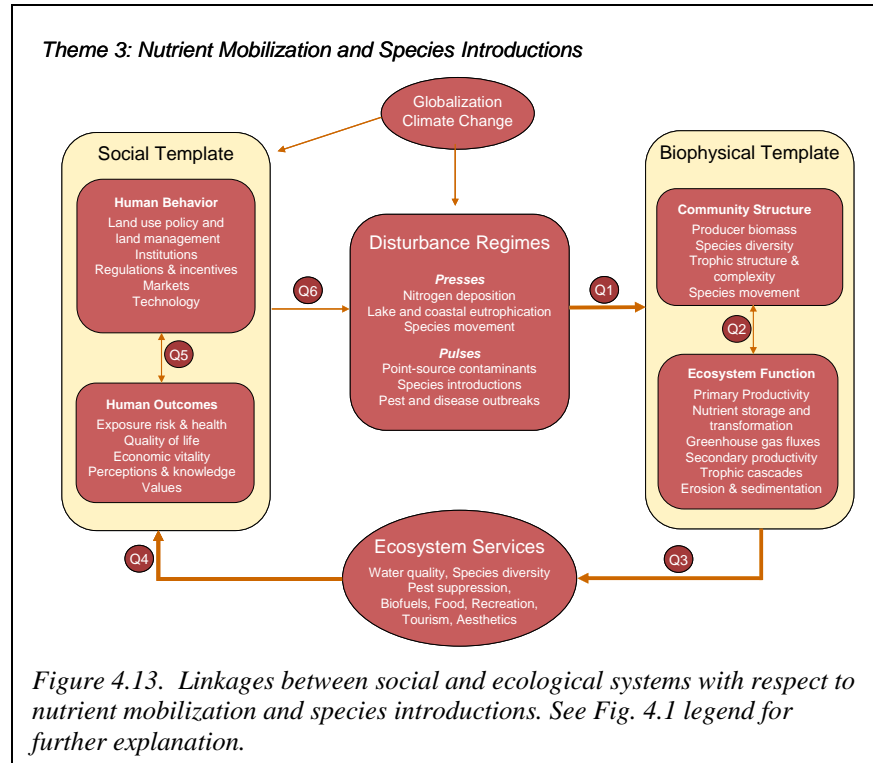 Theme 3: Nutrient Mobilization and Species Introductions
Globalization
Climate Change
Social Template
Human Behavior
Land use policy and
land management
Institutions
Regulations & incentives
Markets
Technology
Q5
Human Outcomes
Exposure risk & health
Quality of life
Economic vitality
Perceptions & knowledge
Values
Q6
Disturbance Regimes
Presses
Nitrogen deposition
Lake and coastal eutrophication
Species movement
Pulses
Point-source contaminants
Species introductions
Pest and disease outbreaks
Q1
Biophysical Template
Community Structure
Producer biomass
Species diversity
Trophic structure &
complexity
Species movement
Q2
Ecosystem Function
Primary Productivity
Nutrient storage and
transformation
Greenhouse gas fluxes
Secondary productivity
Trophic cascades
Erosion & sedimentation
Q4
Ecosystem Services
Water quality, Species diversity
Pest suppression,
Biofuels, Food, Recreation,
Tourism, Aesthetics
Q3
Figure 4.13. Linkages between social and ecological systems with respect to
nutrient mobilization and species introductions. See Fig. 4.1 legend for
further explanation.